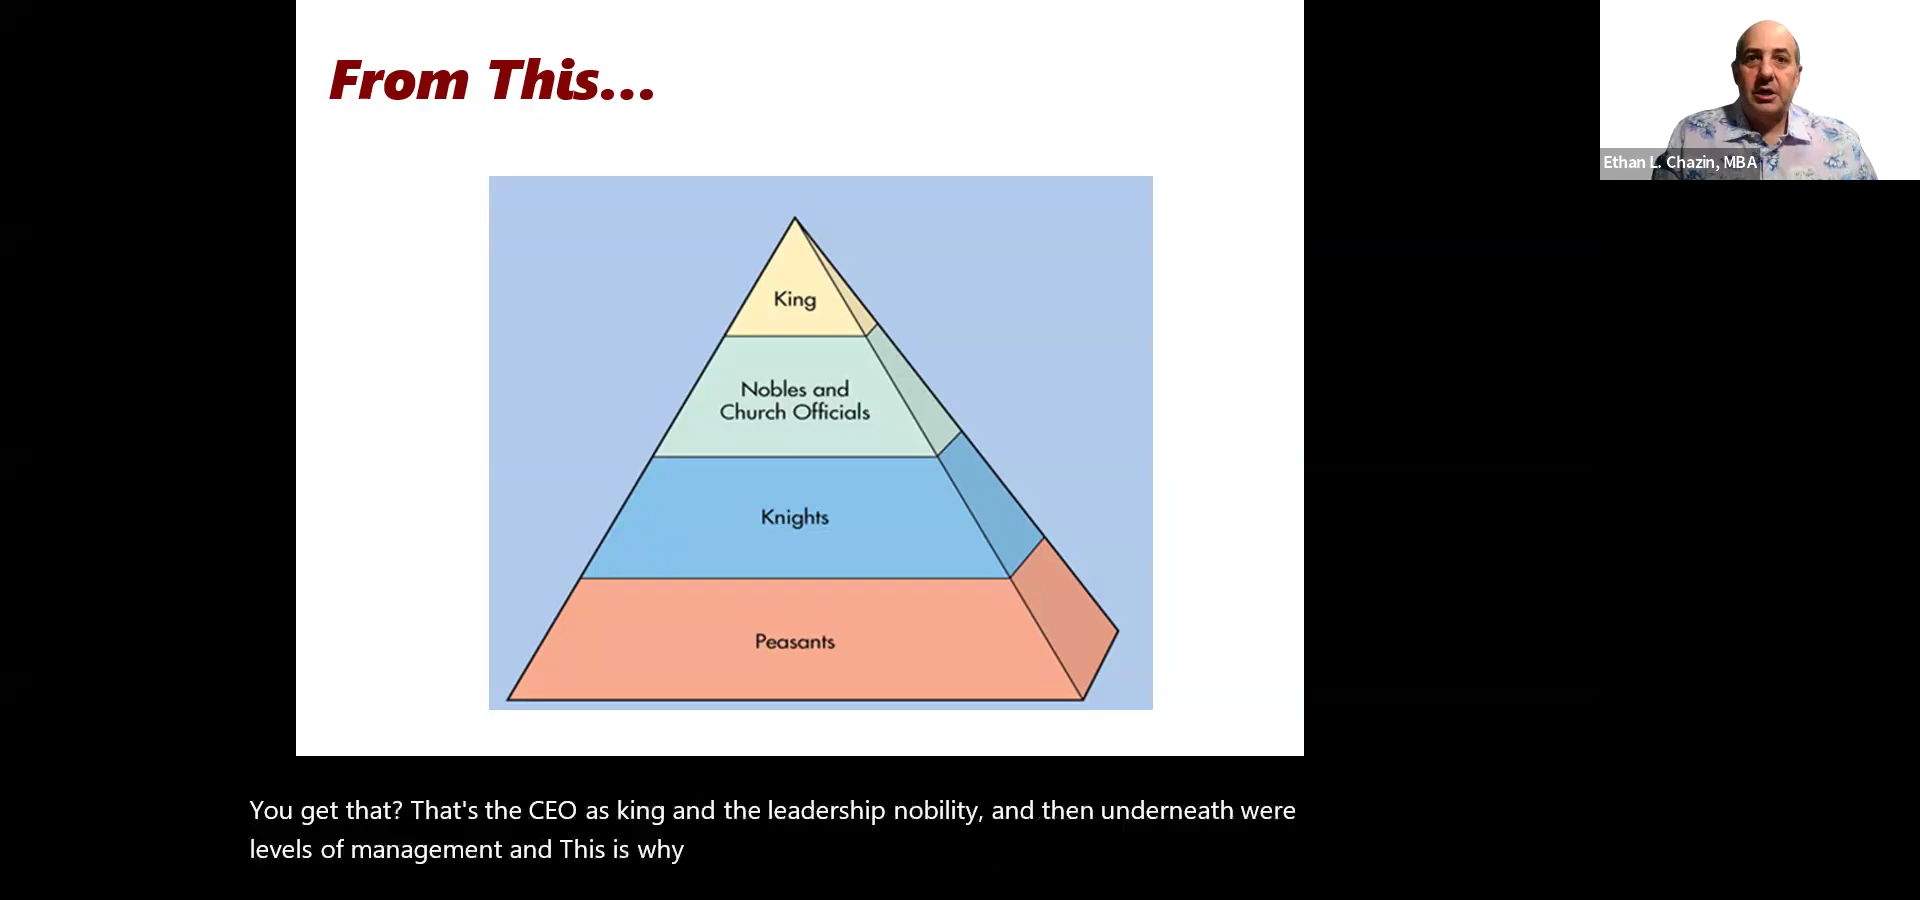 From This...
Ethan L. Chazin, MBA
King
Nobles and
Church Officials
Knights
Peasants
You get that? That's the CEO as king and the leadership nobility, and then underneath were
levels of management and This is why